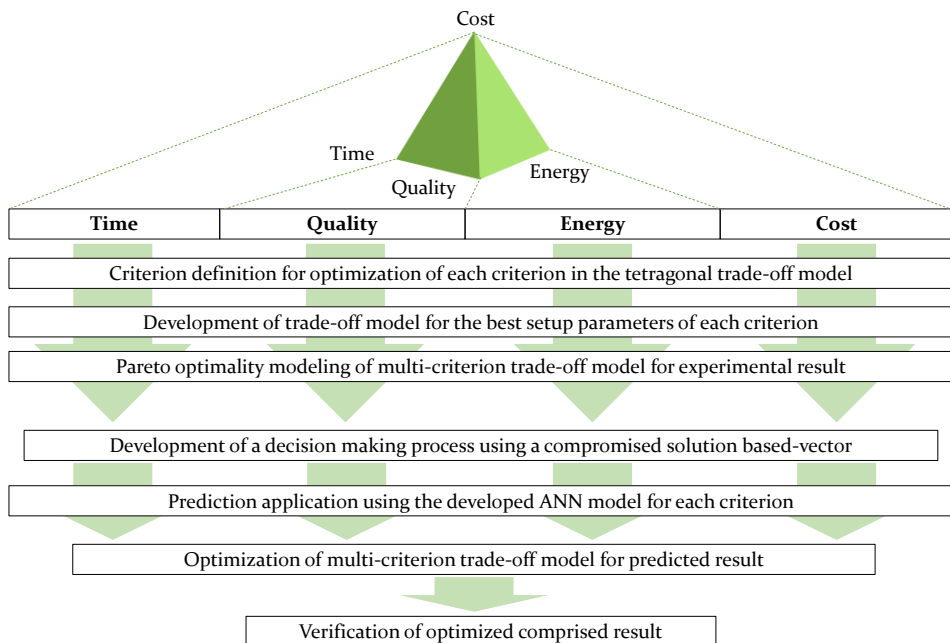 Cost
Time
Quality
Energy
Time Quality Energy Cost
Criterion definition for optimization of each criterion in the tetragonal trade-off model
Development of trade-off model for the best setup parameters of each criterion
Pareto optimality modeling of multi-criterion trade-off model for experimental result
Development of a decision making process using a compromised solution based-vector
Prediction application using the developed ANN model for each criterion
Optimization of multi-criterion trade-off model for predicted result
Verification of optimized comprised result